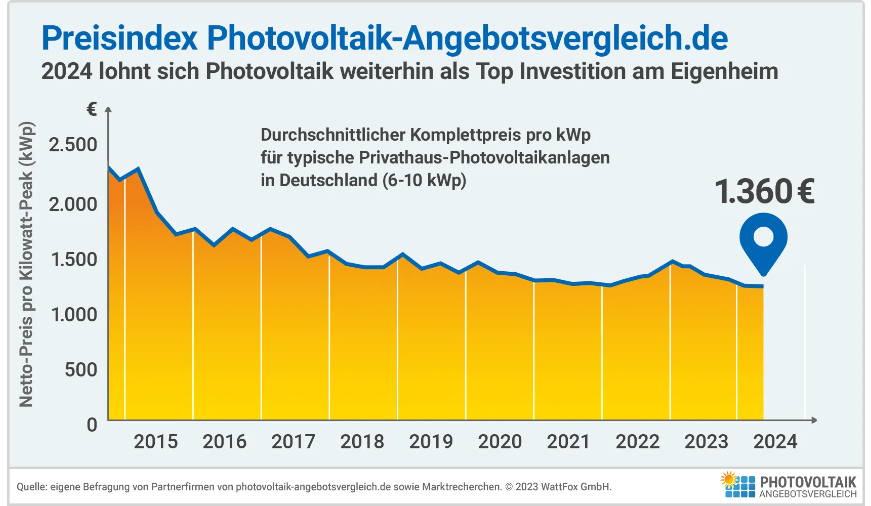 Preisindex Photovoltaik-Angebotsvergleich.de
2024 lohnt sich Photovoltaik weiterhin als Top Investition am Eigenheim
€
Netto-Preis pro Kilowatt-Peak (kWp)
2.500
2.000
1.500
1.000
500
0
Durchschnittlicher Komplettpreis pro kWp
für typische Privathaus-Photovoltaikanlagen
in Deutschland (6-10 kWp)
1.360 €
2015 2016 2017 2018 2019 2020 2021 2022 2023 2024
Quelle: eigene Befragung von Partnerfirmen von photovoltaik-angebotsvergleich.de sowie Marktrecherchen. © 2023 WattFox GmbH.
PHOTOVOLTAIK
ANGEBOTSVERGLEICH